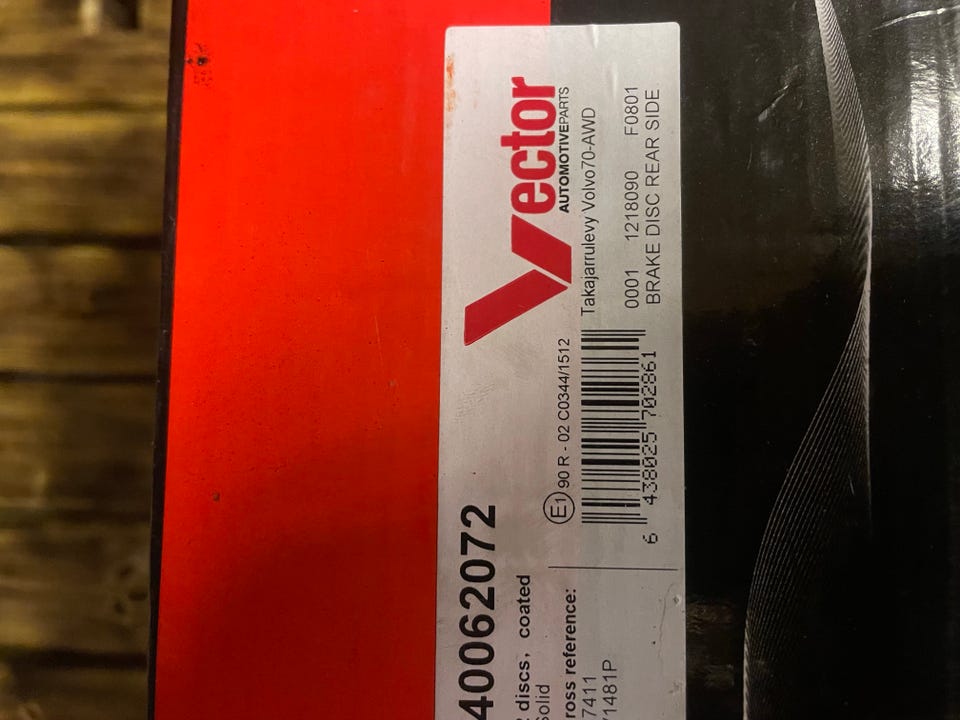 Vector
AUTOMOTIVEPARTS
Takajarrulevy Volvo70-AWD
0001 1218090 F0801
BRAKE DISC REAR SIDE
E1 90 R - 02 C0344/1512
6 438025 702861
40062072
discs, coated
solid
ross reference:
7411
71481P